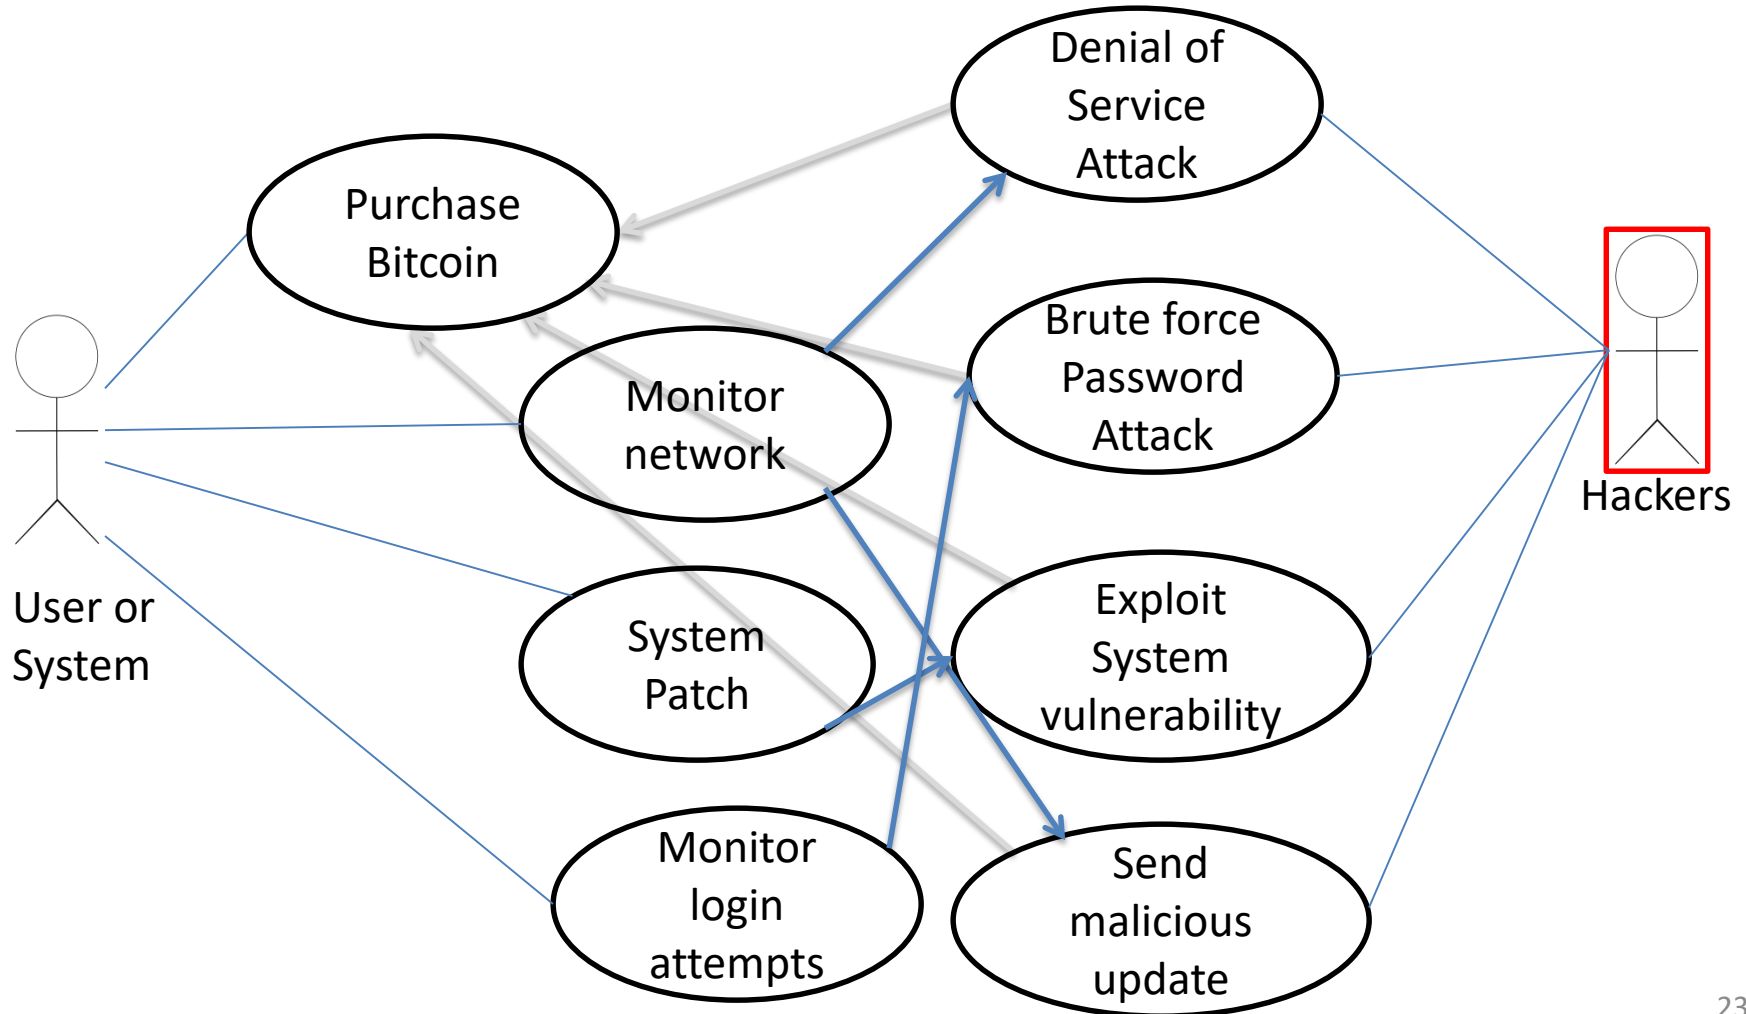 Denial of
Service
Attack
Purchase
Bitcoin
Brute force
Password
Attack
Monitor
network
Hackers
User or
System
System
Patch
Exploit
System
vulnerability
Monitor
login
attempts
Send
malicious
update
23